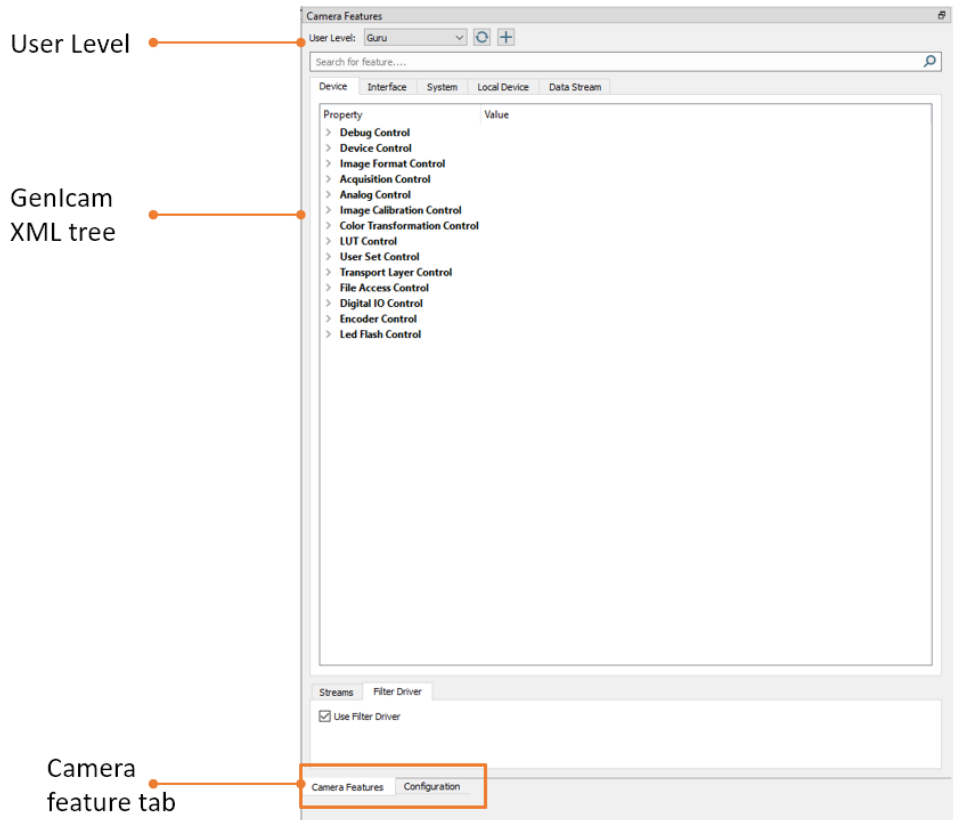 Camera Features
User Level
User Level: Guru
Search for feature....
Device Interface System Local Device Data Stream
Property Value
Debug Control
Device Control
Image Format Control
Acquisition Control
GenIcam
XML tree
Analog Control
Image Calibration Control
Color Transformation Control
LUT Control
User Set Control
Transport Layer Control
File Access Control
Digital IO Control
Encoder Control
Led Flash Control
Streams Filter Driver
Use Filter Driver
Camera
feature tab
Camera Features Configuration